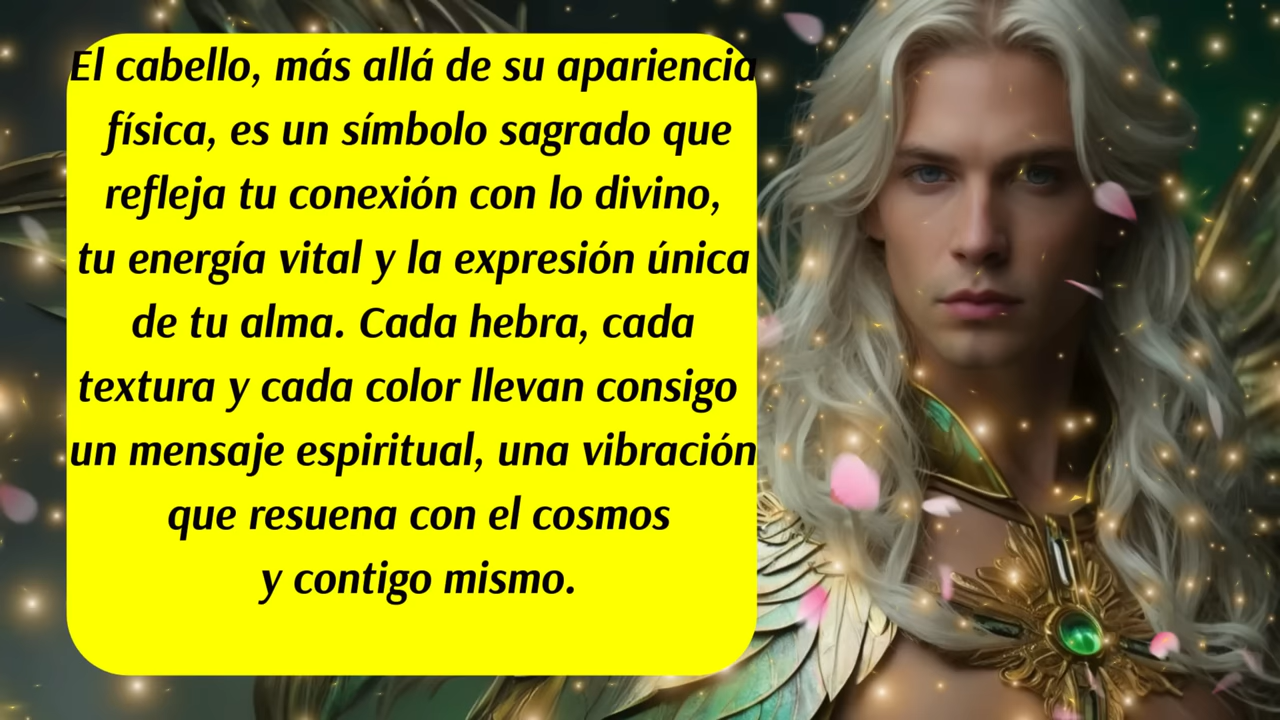 El cabello, más allá de su apariencia
física, es un símbolo sagrado que
refleja tu conexión con lo divino,
tu energía vital y la expresión única
de tu alma. Cada hebra, cada
textura y cada color llevan consigo
un mensaje espiritual, una vibración
que resuena con el cosmos
y contigo mismo.